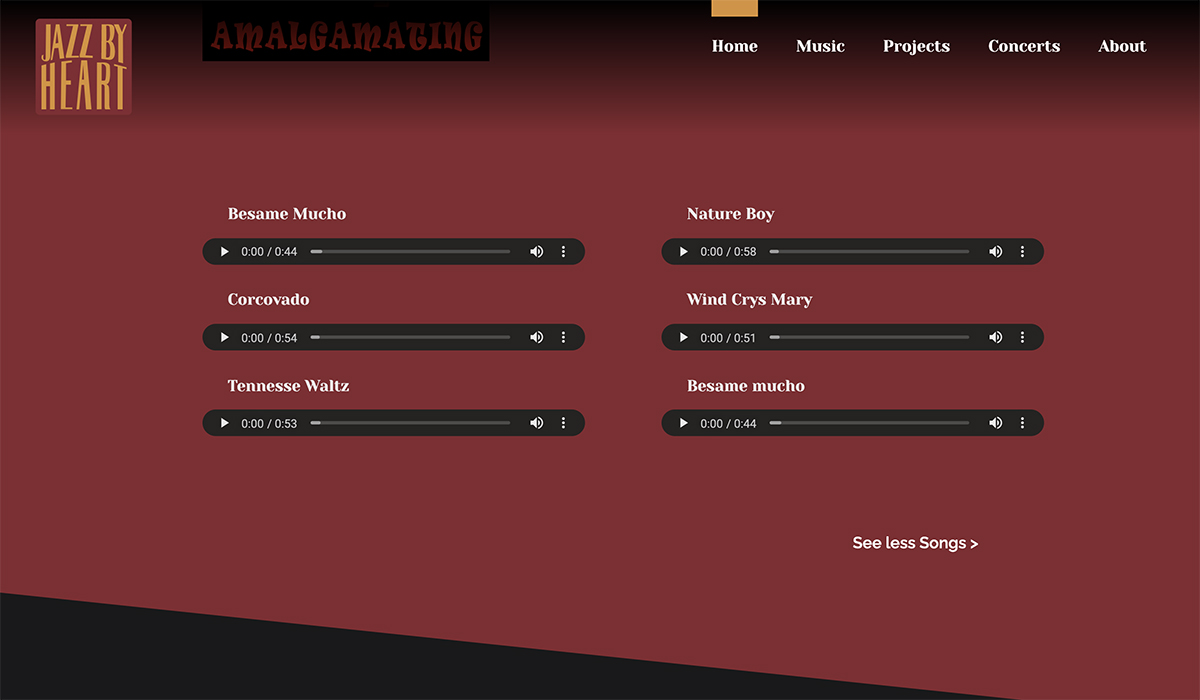 JAZZ BY
HEART
AMALGAMATING
Home Music Projects Concerts About
Besame Mucho
0:00 / 0:44
Nature Boy
0:00 / 0:58
Corcovado
0:00 / 0:54
Wind Crys Mary
0:00 / 0:51
Tennesse Waltz
0:00 / 0:53
Besame mucho
0:00 / 0:44
See less Songs >